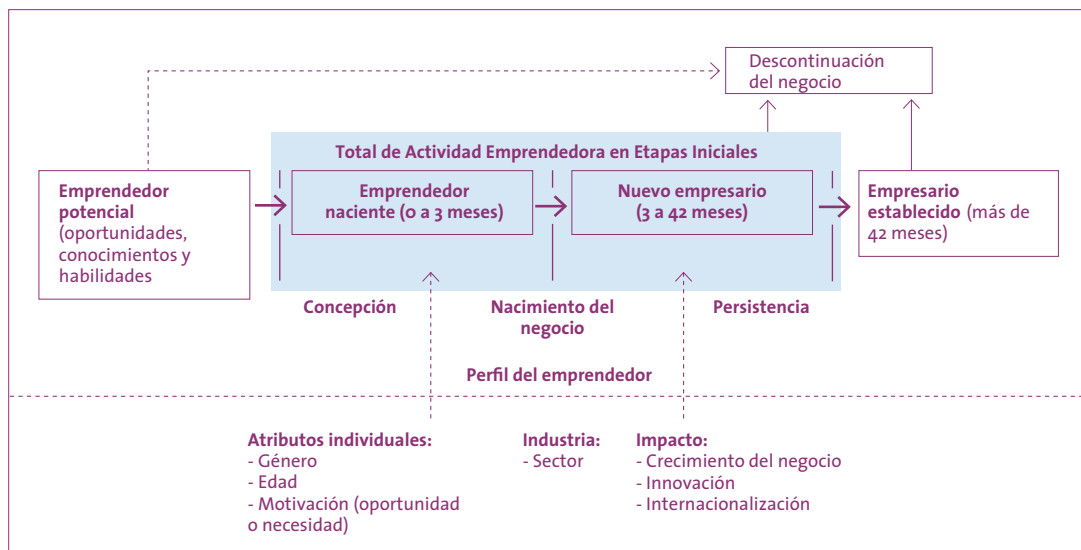 Descontinuación
del negocio
Total de Actividad Emprendedora en Etapas Iniciales
Emprendedor
potencial
(oportunidades,
conocimientos y
habilidades
Emprendedor
naciente (0 a 3 meses)
Nuevo empresario
(3 a 42 meses)
Empresario
establecido (más de
42 meses)
Concepción
Nacimiento del
negocio
Persistencia
Perfil del emprendedor
Atributos individuales:
- Género
- Edad
- Motivación (oportunidad
o necesidad)
Industria:
- Sector
Impacto:
- Crecimiento del negocio
- Innovación
- Internacionalización